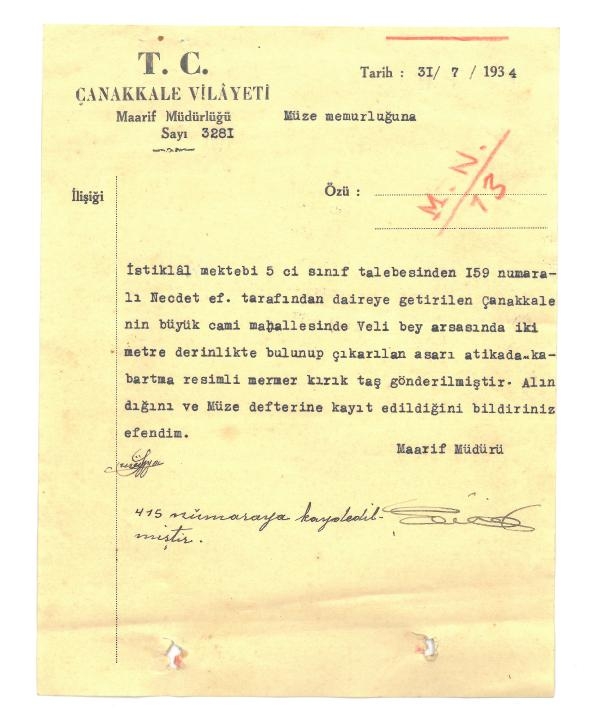 T. C.
ÇANAKKALE VİLÂYETİ
Maarif Müdürlüğü
Sayı 3281
Tarih : 3I/ 7 / 1934
Müze memurluğuna
İlişiği
Özü :
M. N.
13
İstiklâl mektebi 5 ci sınıf talebesinden I59 numara-
lı Necdet ef. tarafından daireye getirilen Çanakkale
nin büyük cami mahallesinde Veli bey arsasında iki
metre derinlikte bulunup çıkarılan asarı atikada..ka-
bartma resimli mermer kırık taş gönderilmiştir. Alın
dığını ve Müze defterine kayıt edildiğini bildiriniz
efendim.
Maarif Müdürü
415 nümaraya kaydedil-
miştir.